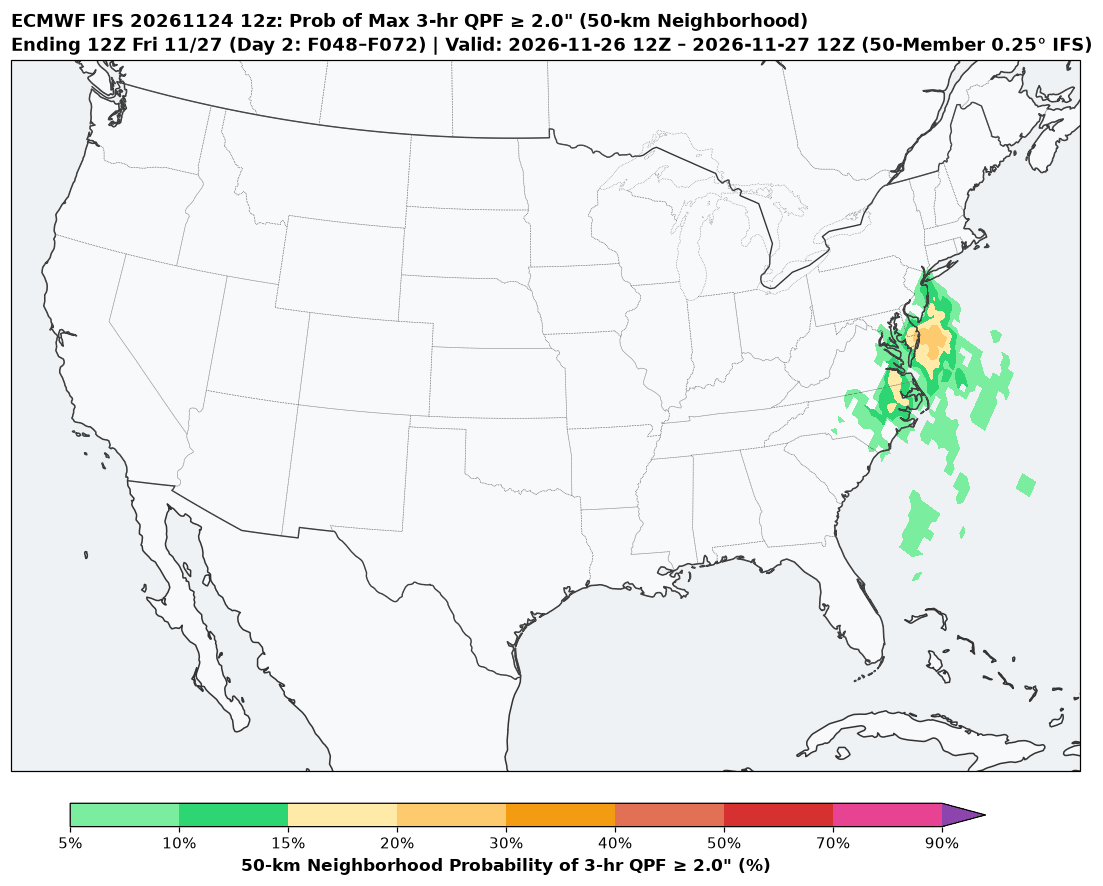 ECMWF IFS 20261124 12z: Prob of Max 3-hr QPF ≥ 2.0" (50-km Neighborhood)
Ending 12Z Fri 11/27 (Day 2: F048–F072) | Valid: 2026-11-26 12Z – 2026-11-27 12Z (50-Member 0.25° IFS)
5% 10% 15% 20% 30% 40% 50% 70% 90%
50-km Neighborhood Probability of 3-hr QPF ≥ 2.0" (%)